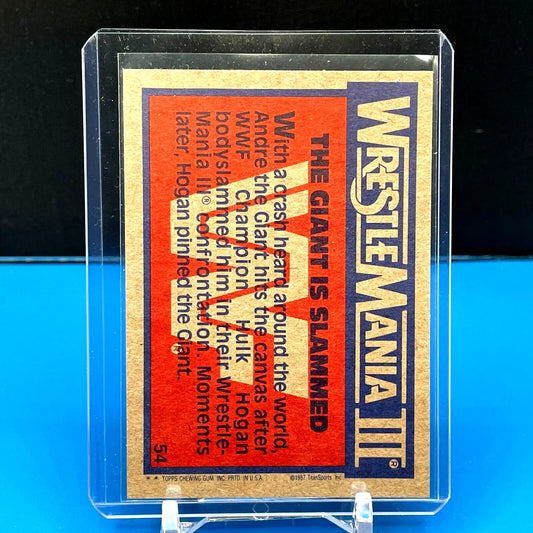 WRESTLEMANIA III®
THE GIANT IS SLAMMED
With a crash heard around the world,
Andre the Giant hits the canvas after
WWF Champion Hulk Hogan
bodyslammed him in their Wrestle-
Mania III® confrontation. Moments
later, Hogan pinned the Giant.
54
** TOPPS CHEWING GUM, INC. PRTD. IN U.S.A. ©1987 TitanSports Inc.